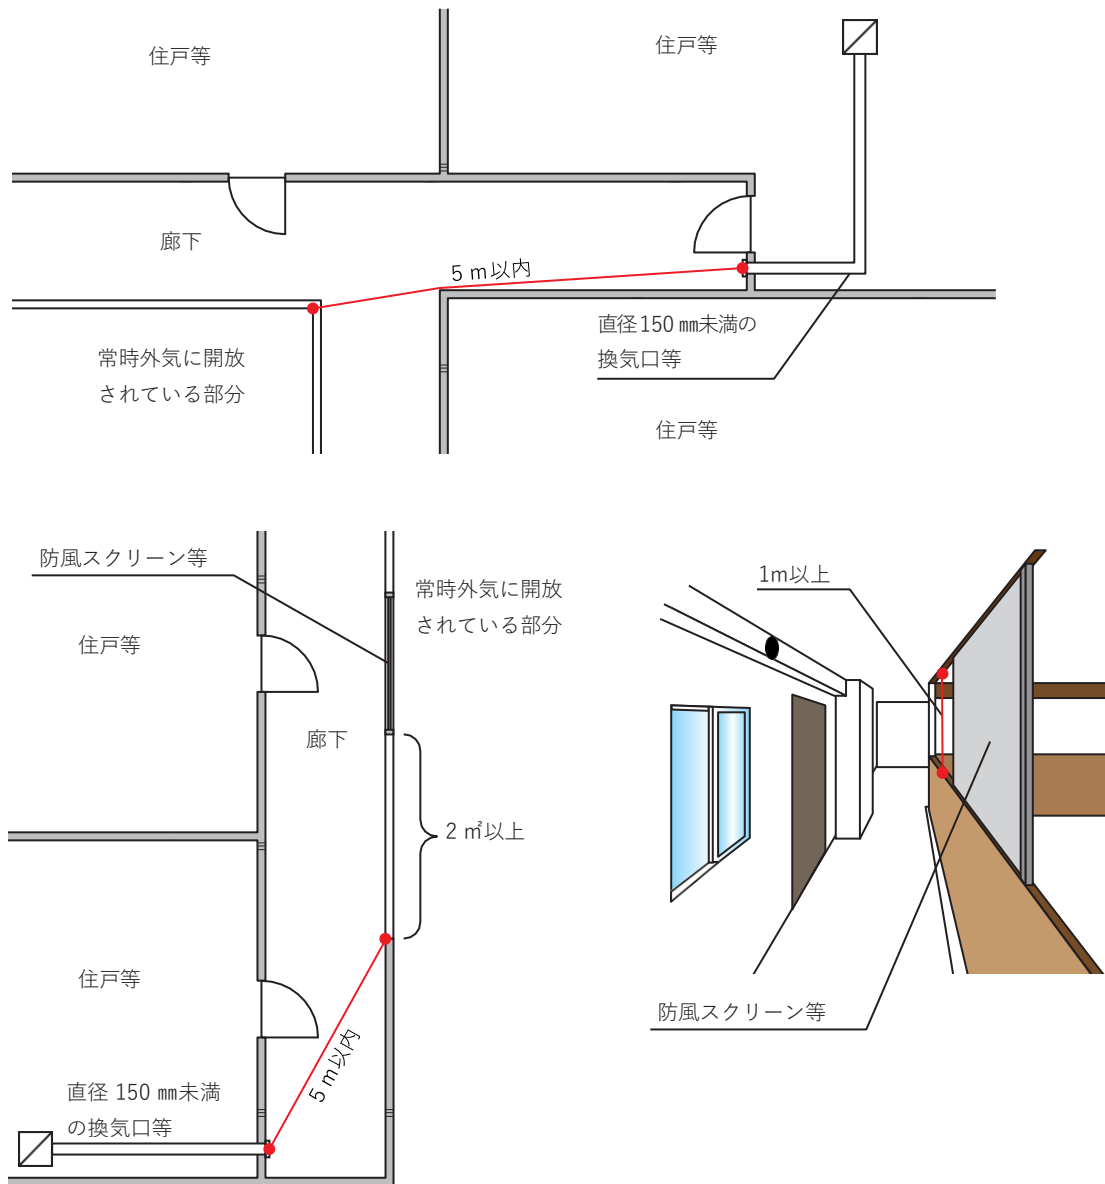 住戸等
住戸等
廊下
5 m以内
直径150 ㎜未満の
換気口等
常時外気に開放
されている部分
住戸等
防風スクリーン等
常時外気に開放
されている部分
住戸等
廊下
2 ㎡以上
住戸等
5 m以内
直径 150 ㎜未満
の換気口等
1m以上
防風スクリーン等